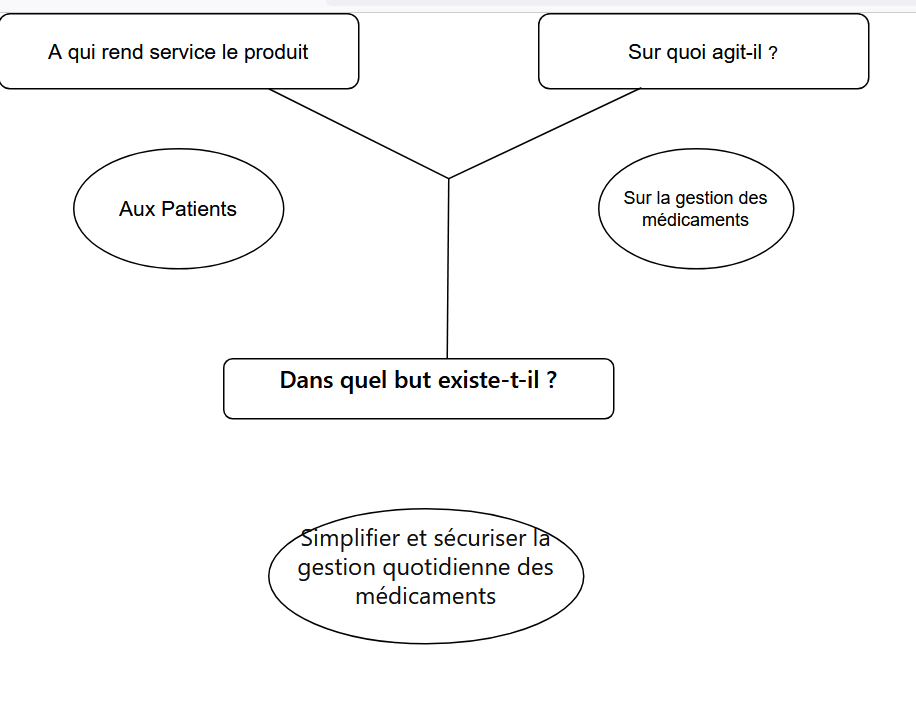 A qui rend service le produit
Sur quoi agit-il ?
Aux Patients
Sur la gestion des
médicaments
Dans quel but existe-t-il ?
Simplifier et sécuriser la
gestion quotidienne des
médicaments